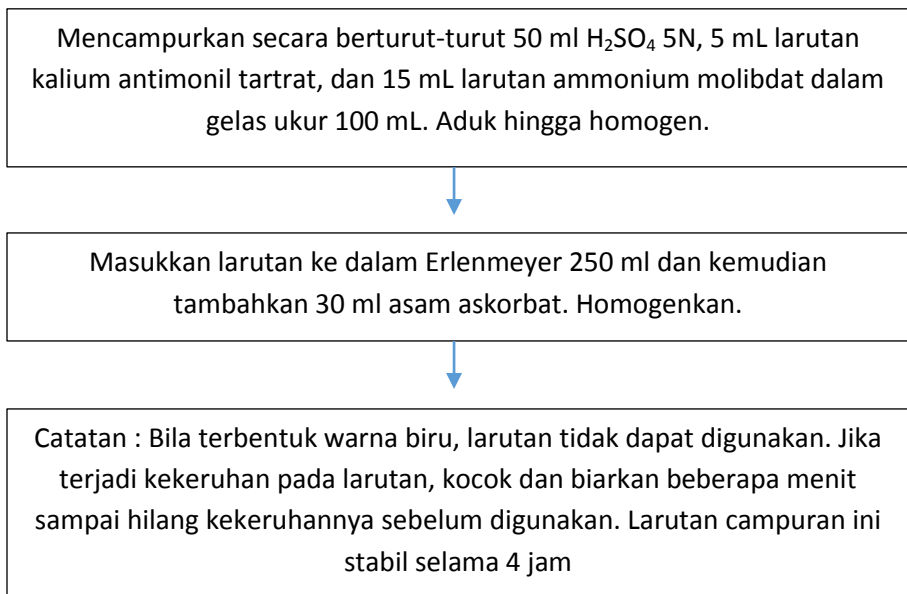 Mencampurkan secara berturut-turut 50 ml H₂SO₄ 5N, 5 mL larutan
kalium antimonil tartrat, dan 15 mL larutan ammonium molibdat dalam
gelas ukur 100 mL. Aduk hingga homogen.
Masukkan larutan ke dalam Erlenmeyer 250 ml dan kemudian
tambahkan 30 ml asam askorbat. Homogenkan.
Catatan : Bila terbentuk warna biru, larutan tidak dapat digunakan. Jika
terjadi kekeruhan pada larutan, kocok dan biarkan beberapa menit
sampai hilang kekeruhannya sebelum digunakan. Larutan campuran ini
stabil selama 4 jam